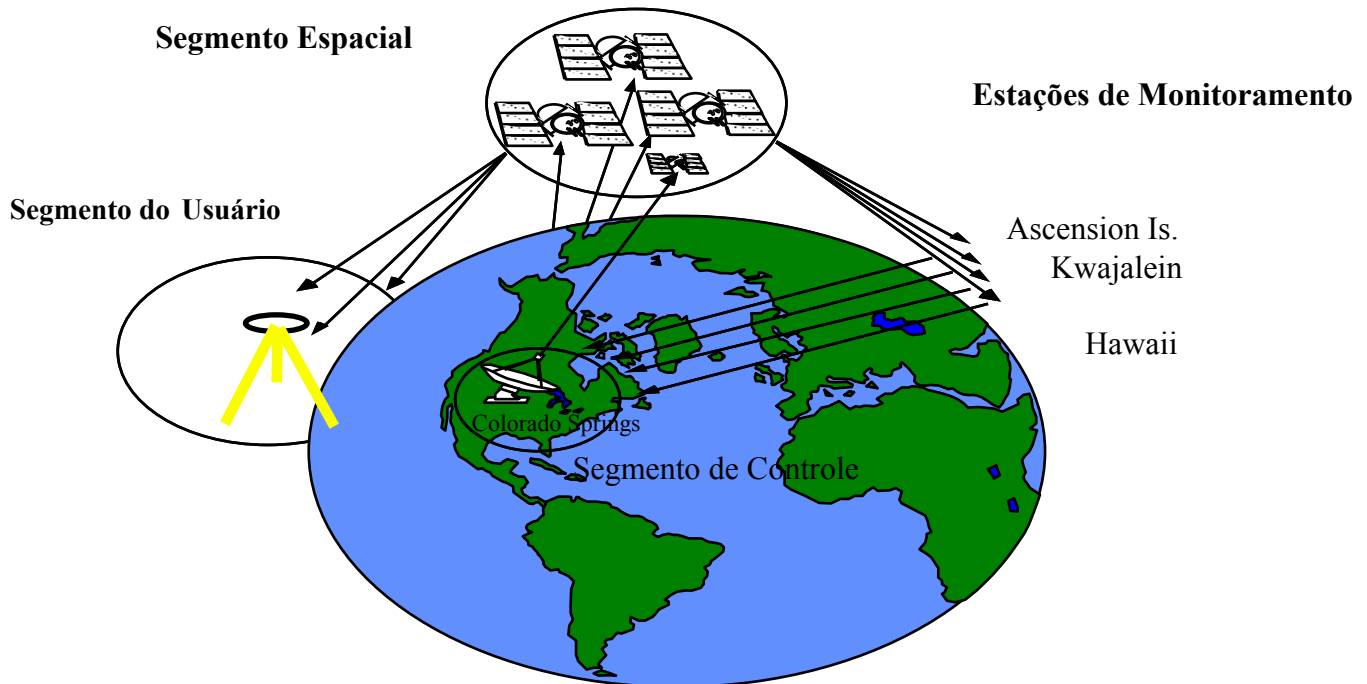 Segmento Espacial
Estações de Monitoramento
Segmento do Usuário
Ascension Is.
Kwajalein
Hawaii
Colorado Springs
Segmento de Controle